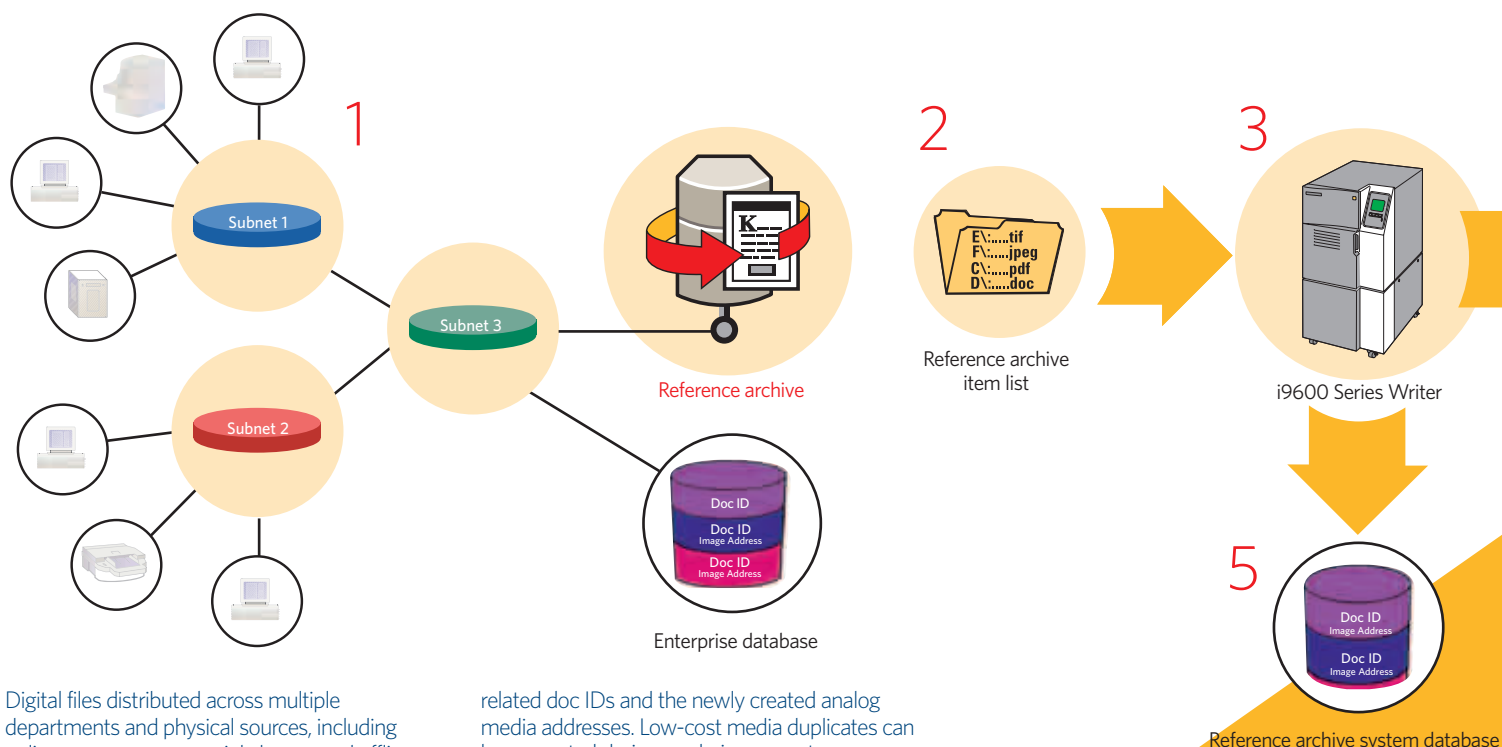 1
2
3
Subnet 1
Subnet 3
Subnet 2
K
E\:.....tif
F\:.....jpeg
C\:.....pdf
D\:.....doc
Reference archive
Reference archive
item list
i9600 Series Writer
Doc ID
Doc ID
Image Address
Doc ID
Image Address
Enterprise database
5
Doc ID
Image Address
Doc ID
Image Address
Reference archive system database
Digital files distributed across multiple
departments and physical sources, including
related doc IDs and the newly created analog
media addresses. Low-cost media duplicates can